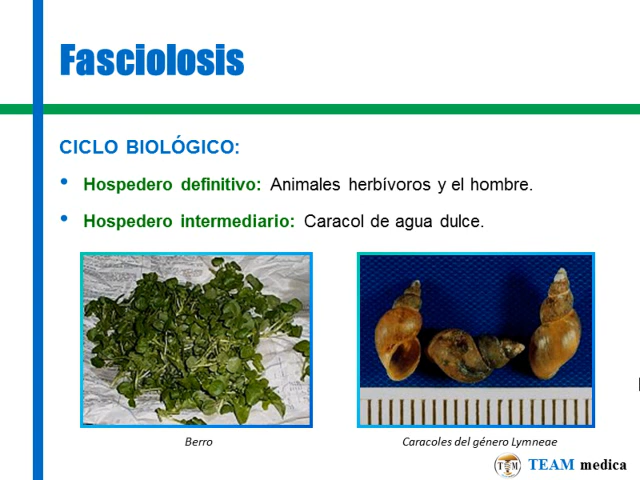 Fasciolosis
CICLO BIOLÓGICO:
• Hospedero definitivo: Animales herbívoros y el hombre.
• Hospedero intermediario: Caracol de agua dulce.
Berro
Caracoles del género Lymneae
TEAM medica